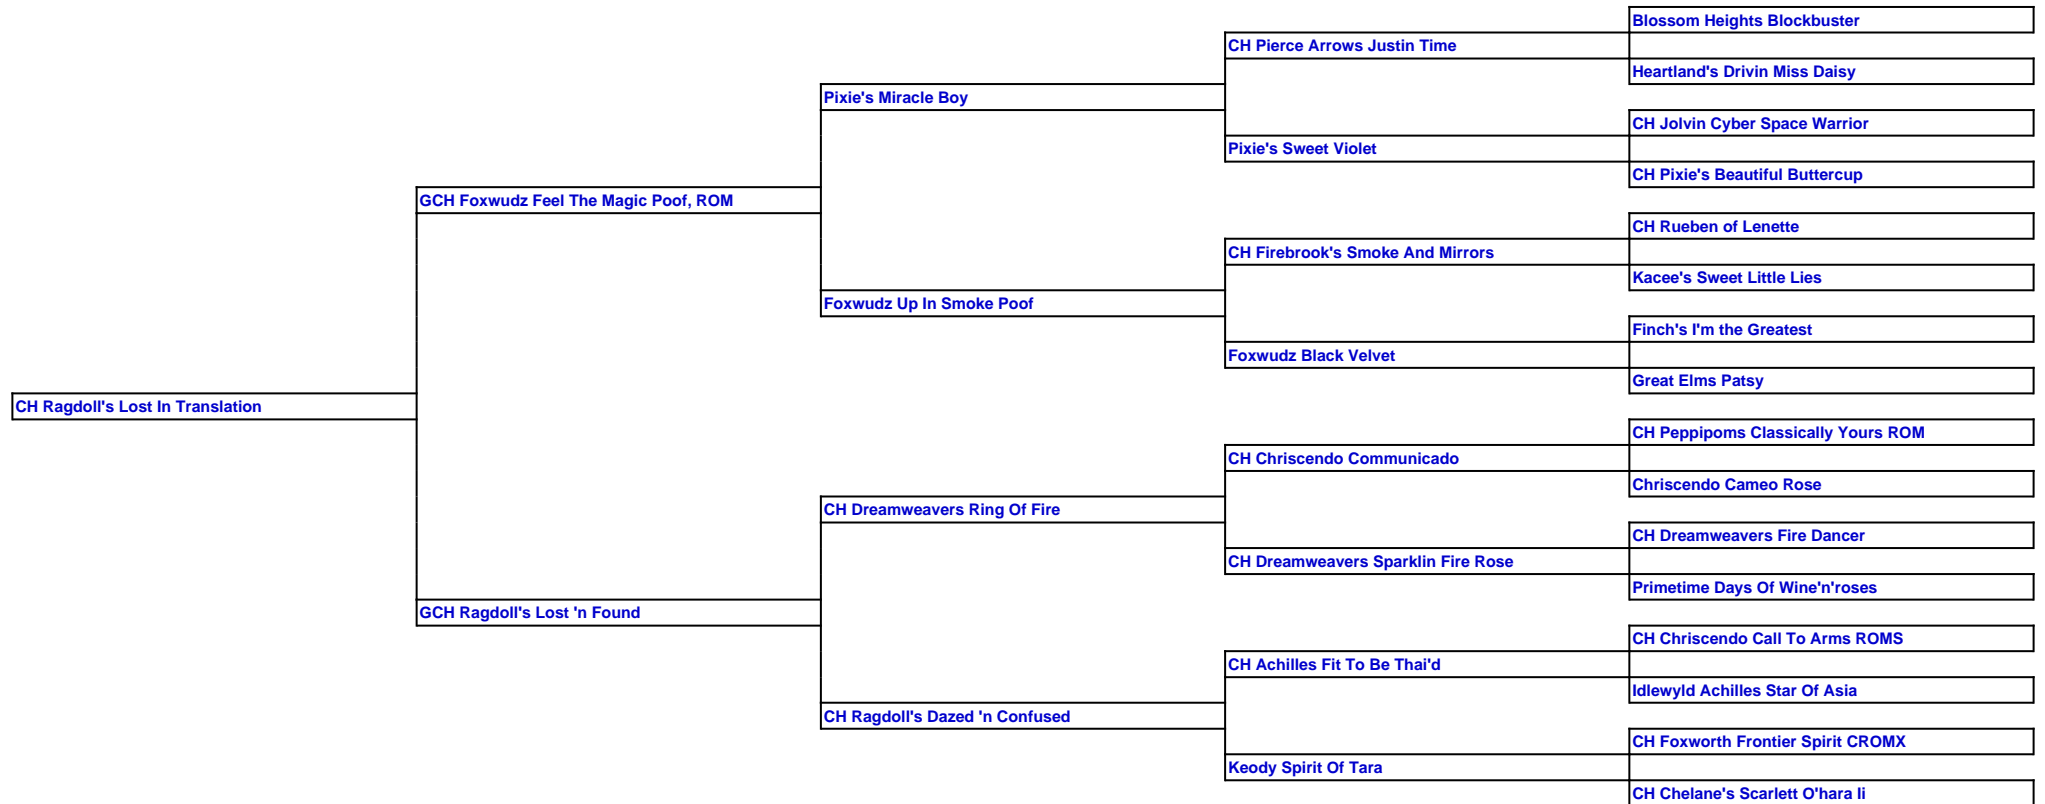 Blossom Heights Blockbuster
CH Pierce Arrows Justin Time
Heartland's Drivin Miss Daisy
Pixie's Miracle Boy
CH Jolvin Cyber Space Warrior
Pixie's Sweet Violet
CH Pixie's Beautiful Buttercup
GCH Foxwudz Feel The Magic Poof, ROM
CH Rueben of Lenette
CH Firebrook's Smoke And Mirrors
Kacee's Sweet Little Lies
Foxwudz Up In Smoke Poof
Finch's I'm the Greatest
Foxwudz Black Velvet
Great Elms Patsy
CH Ragdoll's Lost In Translation
CH Peppipoms Classically Yours ROM
CH Chriscendo Communicado
Chriscendo Cameo Rose
CH Dreamweavers Ring Of Fire
CH Dreamweavers Fire Dancer
CH Dreamweavers Sparklin Fire Rose
Primetime Days Of Wine'n'roses
GCH Ragdoll's Lost 'n Found
CH Chriscendo Call To Arms ROMS
CH Achilles Fit To Be Thai'd
Idlewyld Achilles Star Of Asia
CH Ragdoll's Dazed 'n Confused
CH Foxworth Frontier Spirit CROMX
Keody Spirit Of Tara
CH Chelane's Scarlett O'hara Ii